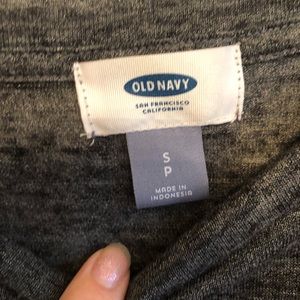 OLD NAVY
SAN FRANCISCO
CALIFORNIA
S
P
MADE IN
INDONESIA